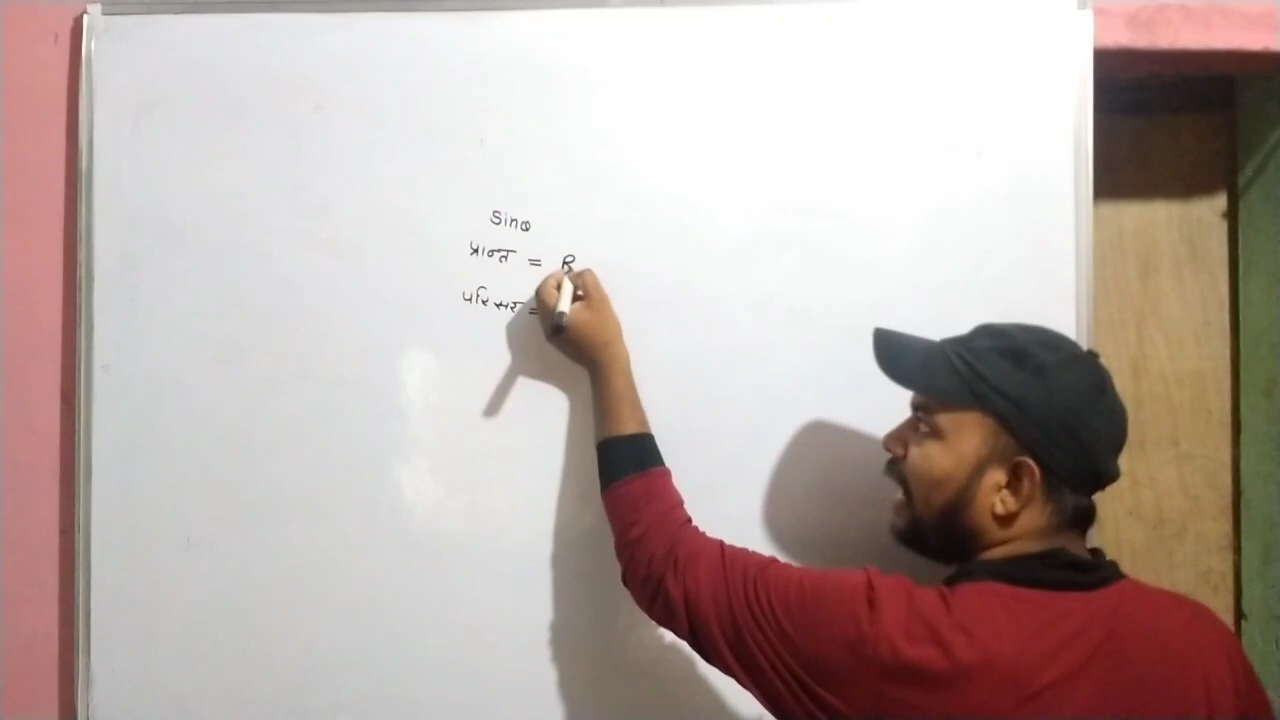 Sinθ
प्रान्त = R
परिसर =